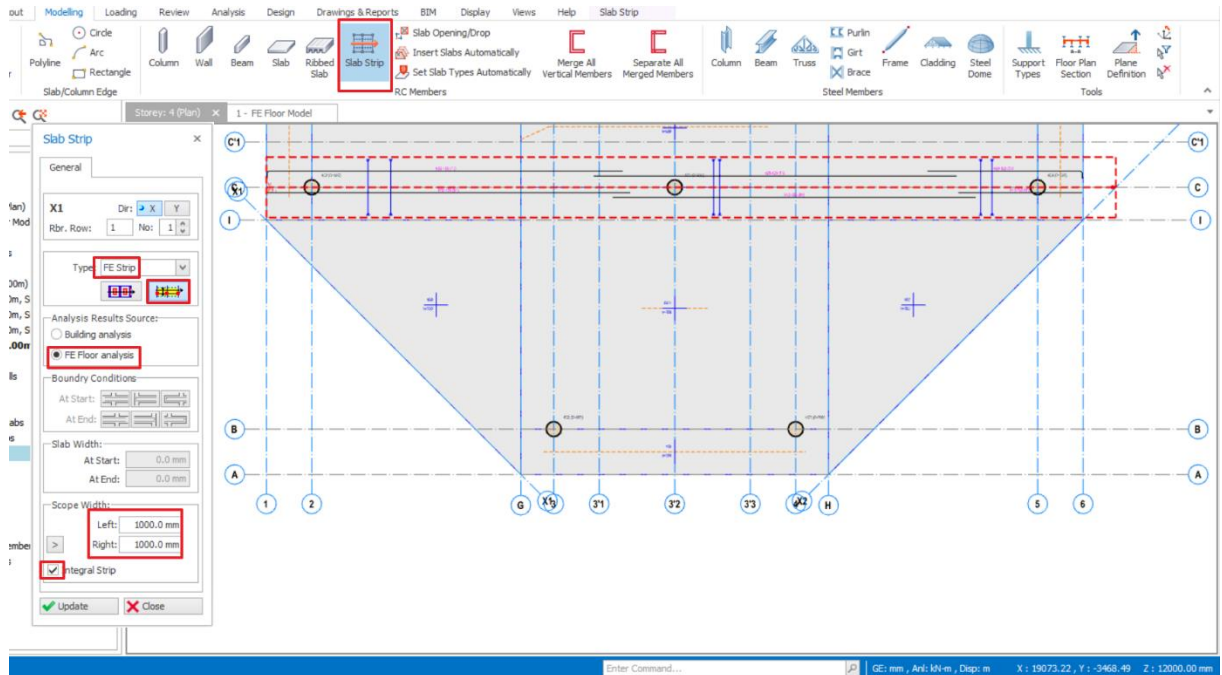 out Modelling Loading Review Analysis Design Drawings & Reports BIM Display Views Help Slab Strip
Polyline
Circle
Arc
Rectangle
Slab/Column Edge
Column
Wall
Beam
Slab
Ribbed
Slab
Slab Strip
Slab Opening/Drop
Insert Slabs Automatically
Set Slab Types Automatically
Merge All
Vertical Members
Separate All
Merged Members
RC Members
Column
Beam
Truss
Purlin
Girt
Brace
Frame
Cladding
Steel
Dome
Steel Members
Support
Types
Floor Plan
Section
Plane
Definition
Tools
Storey: 4 (Plan) 1 - FE Floor Model
Slab Strip
General
X1 Dir: X Y
Rbr. Row: 1 No: 1
Type: FE Strip
Analysis Results Source:
Building analysis
FE Floor analysis
Boundry Conditions
At Start:
At End:
Slab Width:
At Start: 0.0 mm
At End: 0.0 mm
Scope Width:
Left: 1000.0 mm
> Right: 1000.0 mm
Integral Strip
Update Close
C'1 C'1
C X1 C
I I
B B
A A
1 2 G X1 3 3'1 3'2 3'3 X2 H 5 6
Enter Command... GE: mm , Anl: kN-m , Disp: m X : 19073.22 , Y : -3468.49 Z : 12000.00 mm